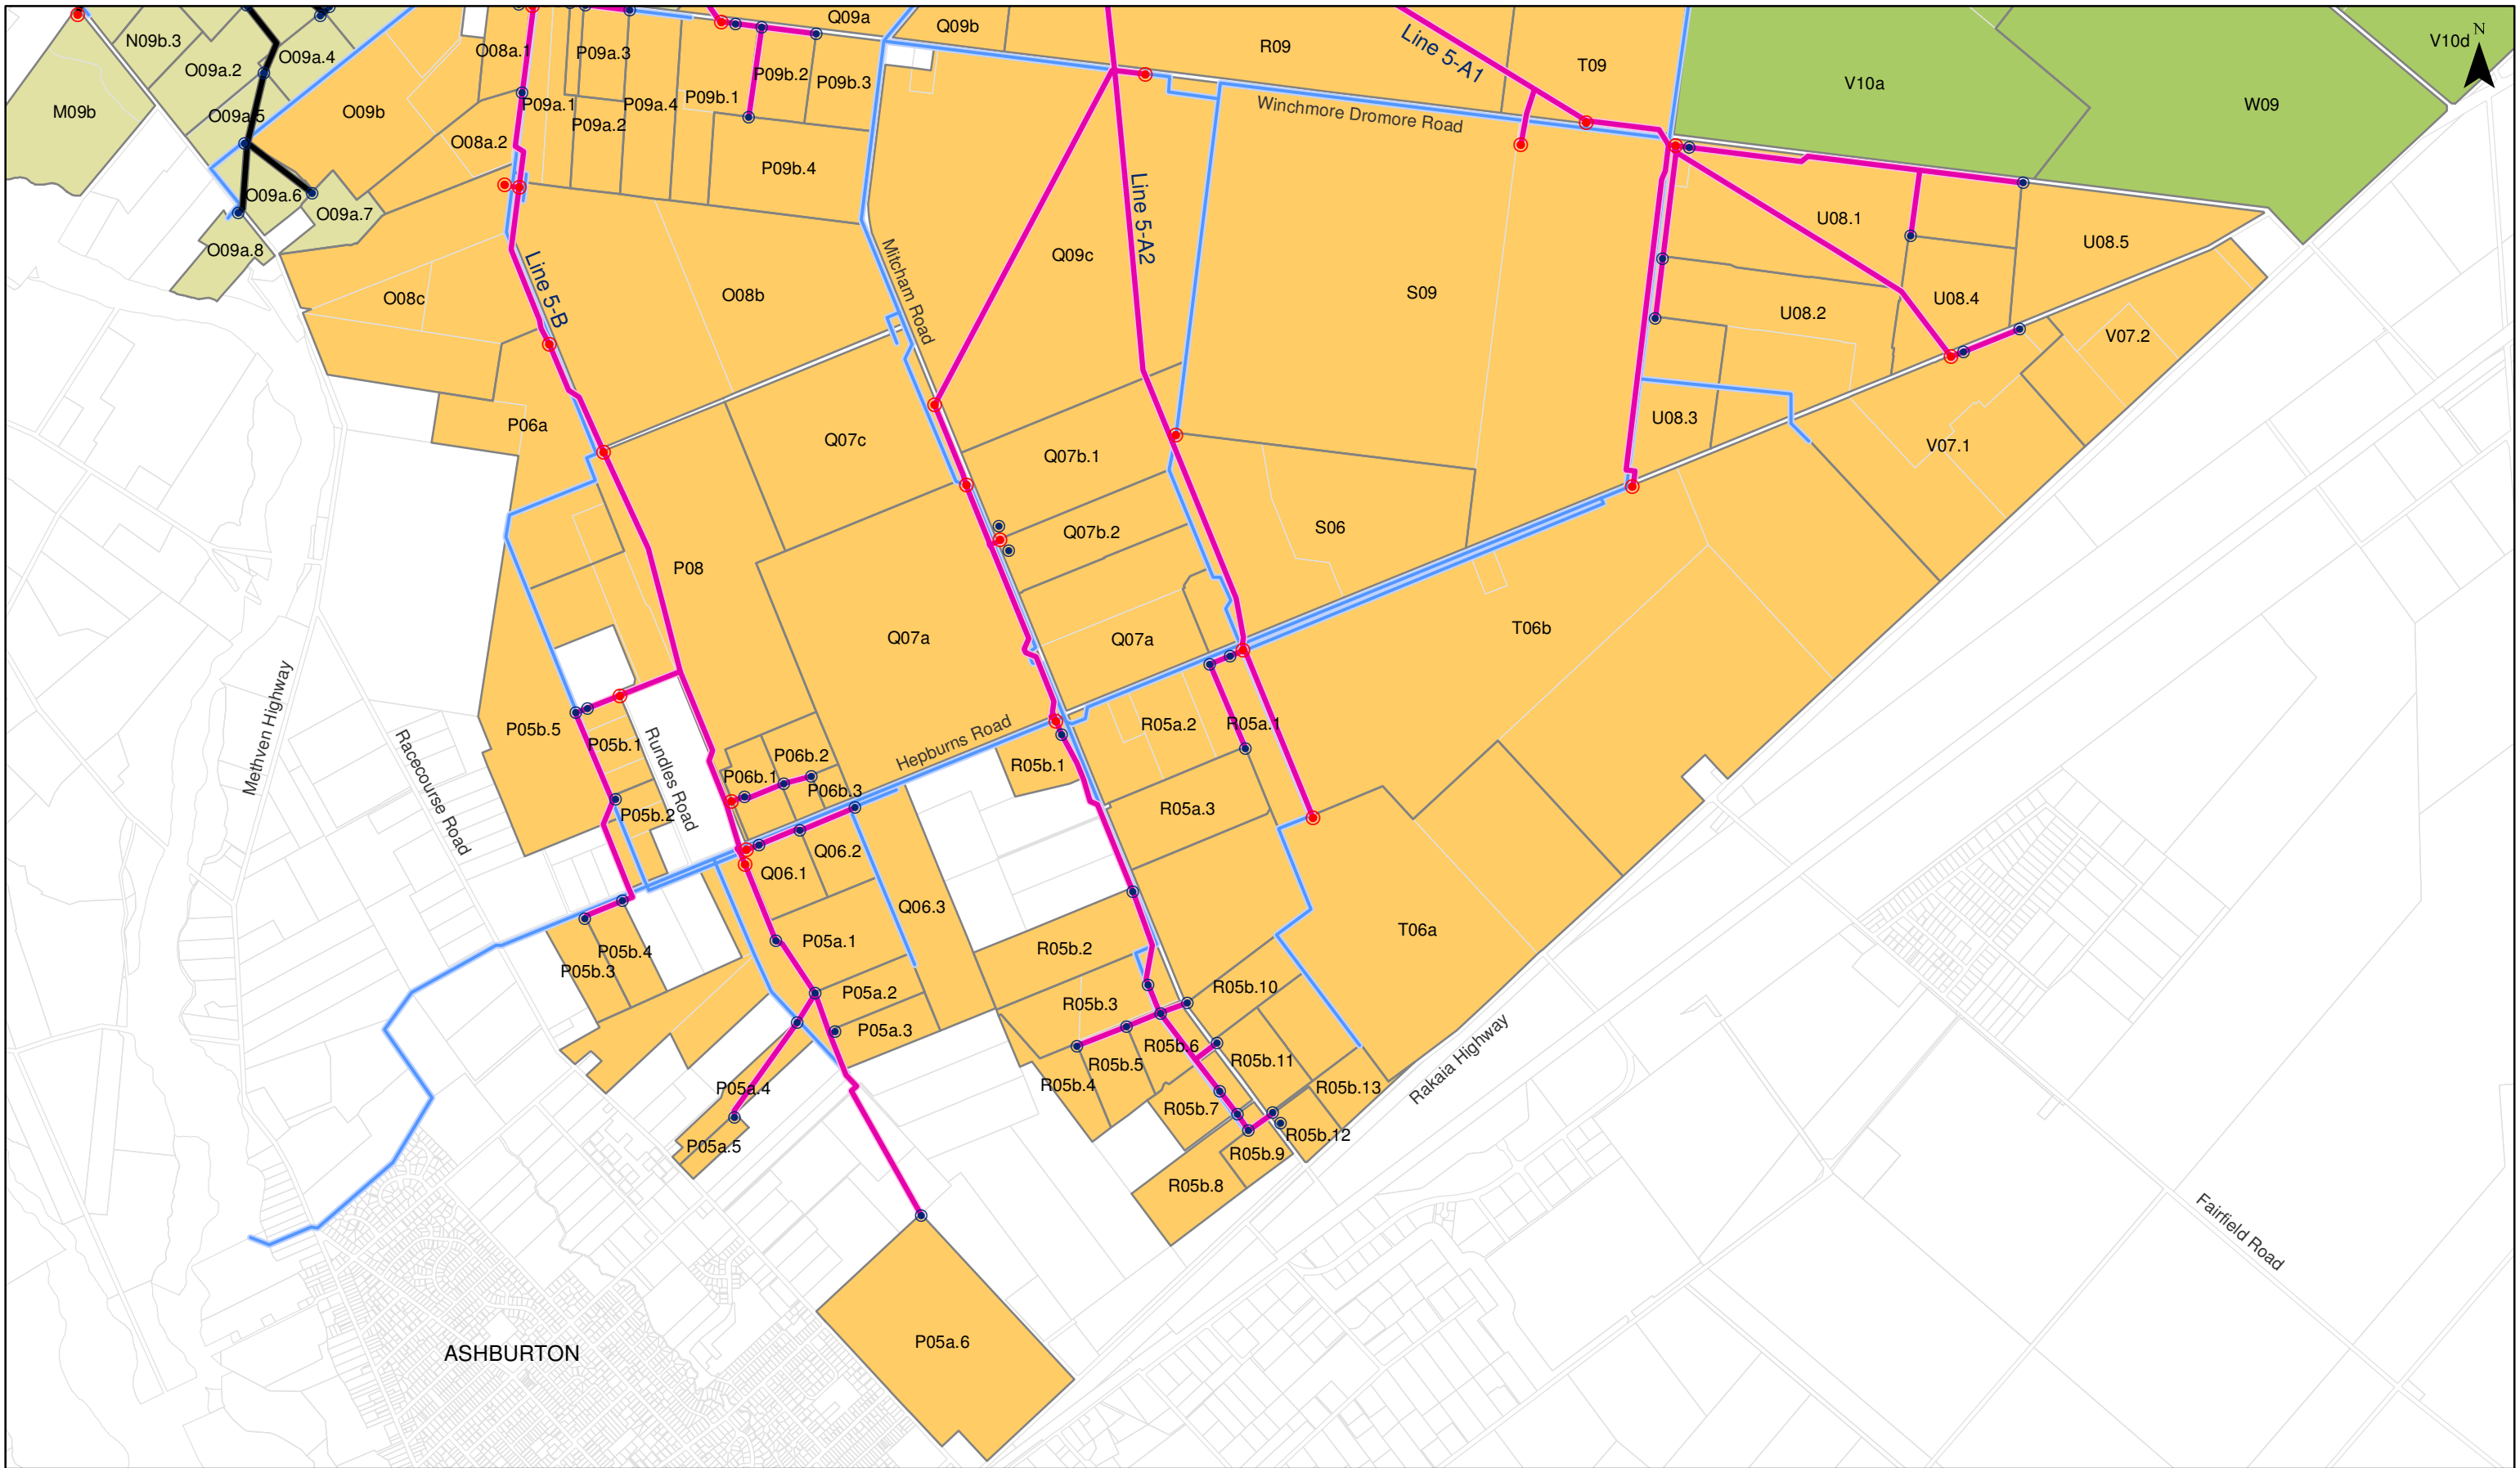 Q09a
Q09b
N09b.3
O09a.4
O08a.1
P09a.3
R09
Line 5-A1
T09
V10d
N
O09a.2
P09b.2
P09b.3
V10a
W09
M09b
O09a.5
O09b
P09a.1
P09a.4
P09b.1
P09a.2
Winchmore Dromore Road
O08a.2
P09b.4
O09a.6
O09a.7
Line 5-A2
U08.1
O09a.8
Q09c
U08.5
Line 5-B
Mitcham Road
O08c
O08b
S09
U08.4
U08.2
V07.2
P06a
Q07c
U08.3
V07.1
Q07b.1
Q07b.2
S06
P08
Q07a
Q07a
T06b
Methven Highway
P05b.5
P05b.1
Rundles Road
Racecourse Road
Hepburns Road
R05a.2
R05a.1
P06b.2
P06b.1
R05b.1
P06b.3
P05b.2
R05a.3
Q06.2
Q06.1
Q06.3
P05a.1
T06a
P05b.4
P05b.3
R05b.2
P05a.2
R05b.10
R05b.3
P05a.3
R05b.6
R05b.5
R05b.11
R05b.4
P05a.4
R05b.13
Rakaia Highway
R05b.7
R05b.12
P05a.5
R05b.9
R05b.8
Fairfield Road
P05a.6
ASHBURTON